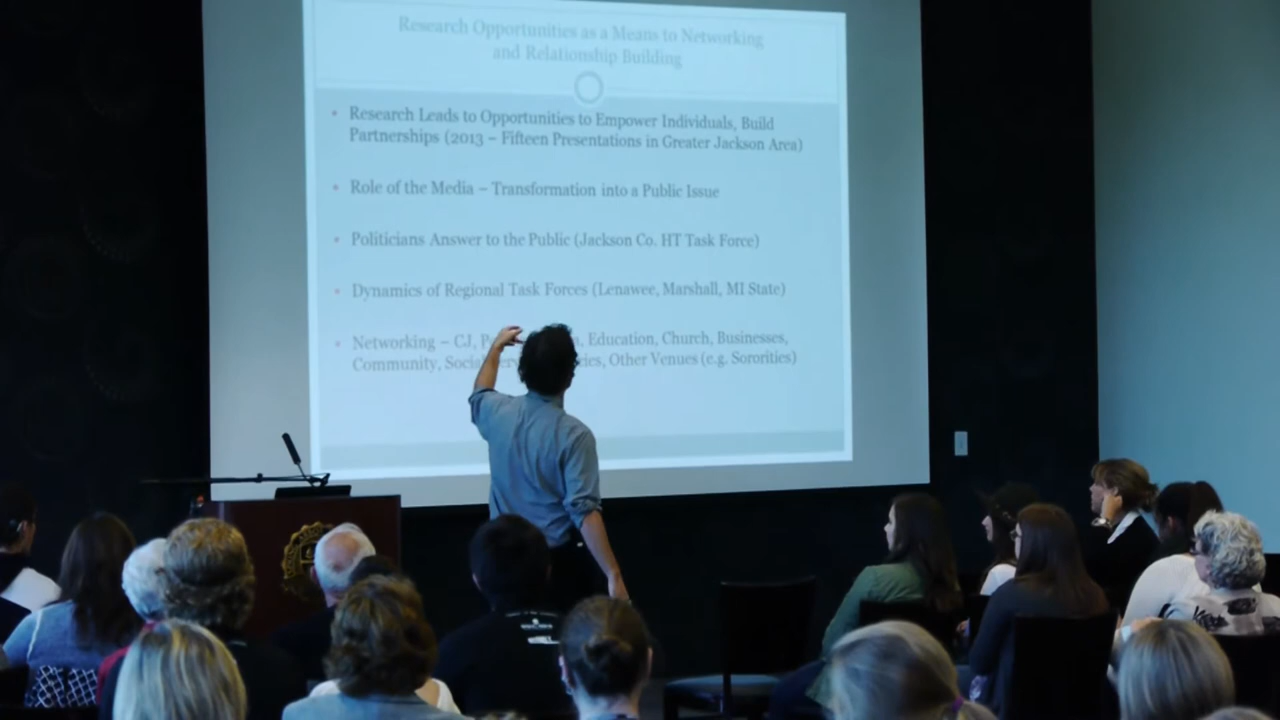 Research Opportunities as a Means to Networking
and Relationship Building
• Research Leads to Opportunities to Empower Individuals, Build
Partnerships (2013 – Fifteen Presentations in Greater Jackson Area)
• Role of the Media – Transformation into a Public Issue
• Politicians Answer to the Public (Jackson Co. HT Task Force)
• Dynamics of Regional Task Forces (Lenawee, Marshall, MI State)
• Networking – CJ, Education, Church, Businesses,
Community, Other Venues (e.g. Sororities)